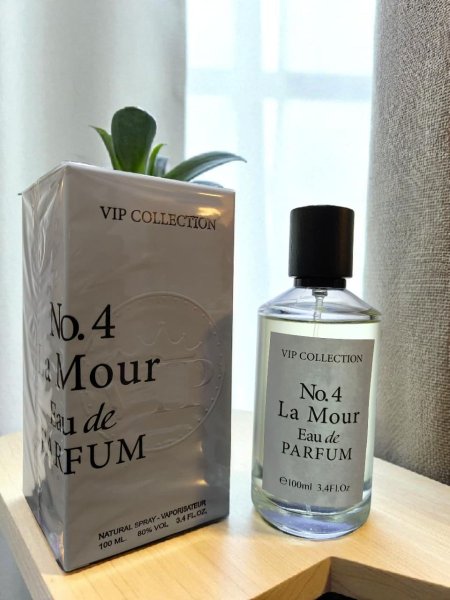 VIP COLLECTION
No. 4
La Mour
Eau de
PARFUM
NATURAL SPRAY - VAPORISATEUR
100 ML. 80% VOL 3.4 FL.OZ.
VIP COLLECTION
No. 4
La Mour
Eau de
PARFUM
℮100ml 3.4Fl.Oz